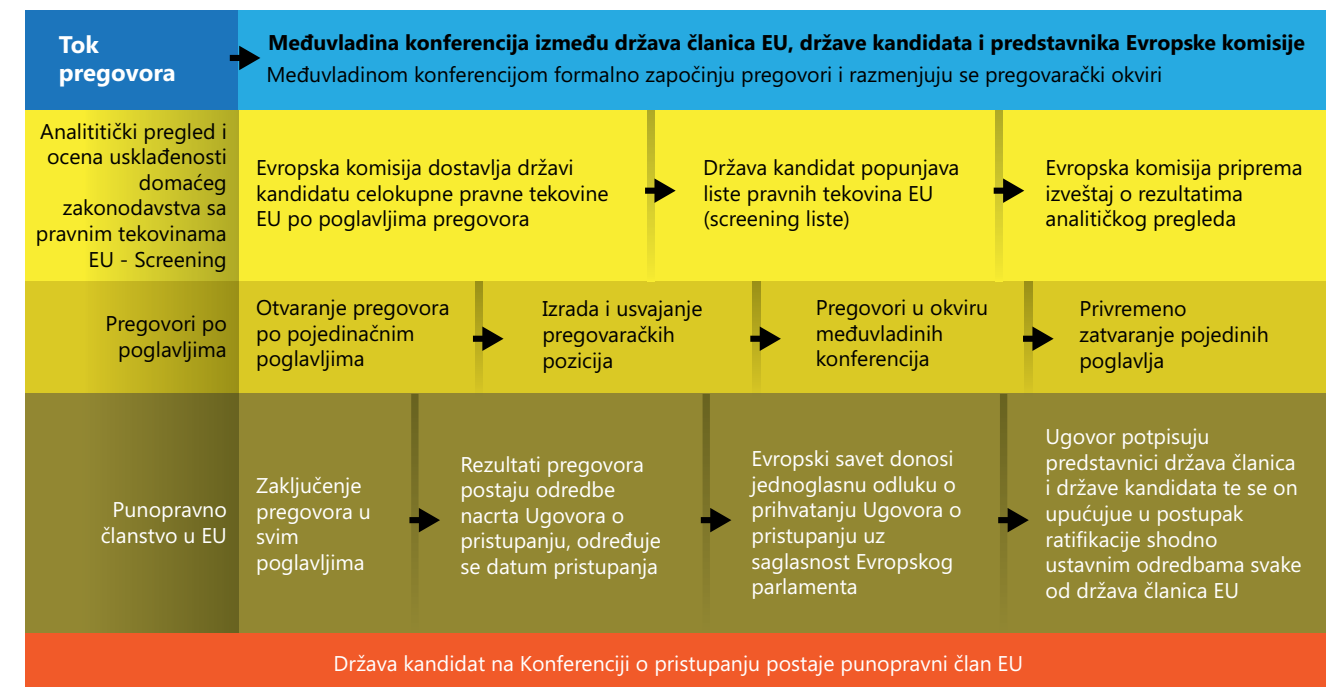 Tok
pregovora
Međuvladina konferencija između država članica EU, države kandidata i predstavnika Evropske komisije
Međuvladinom konferencijom formalno započinju pregovori i razmenjuju se pregovarački okviri
Analititički pregled i
ocena usklađenosti
domaćeg
zakonodavstva sa
pravnim tekovinama
EU - Screening
Evropska komisija dostavlja državi
kandidatu celokupne pravne tekovine
EU po poglavljima pregovora
Država kandidat popunjava
liste pravnih tekovina EU
(screening liste)
Evropska komisija priprema
izveštaj o rezultatima
analitičkog pregleda
Pregovori po
poglavljima
Otvaranje pregovora
po pojedinačnim
poglavljima
Izrada i usvajanje
pregovaračkih
pozicija
Pregovori u okviru
međuvladinih
konferencija
Privremeno
zatvaranje pojedinih
poglavlja
Punopravno
članstvo u EU
Zaključenje
pregovora u
svim
poglavljima
Rezultati pregovora
postaju odredbe
nacrta Ugovora o
pristupanju, određuje
se datum pristupanja
Evropski savet donosi
jednoglasnu odluku o
prihvatanju Ugovora o
pristupanju uz
saglasnost Evropskog
parlamenta
Ugovor potpisuju
predstavnici država članica
i države kandidata te se on
upućujue u postupak
ratifikacije shodno
ustavnim odredbama svake
od država članica EU
Država kandidat na Konferenciji o pristupanju postaje punopravni član EU